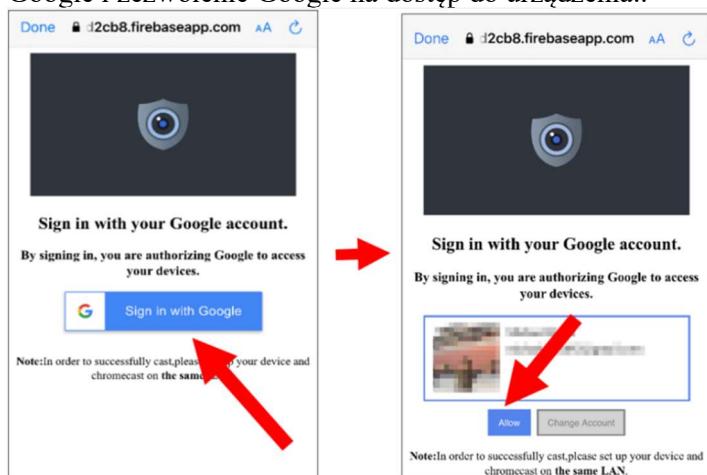 Google i zezwolenie Google na dostęp do urządzenia..
Done d2cb8.firebaseapp.com AA
Sign in with your Google account.
By signing in, you are authorizing Google to access
your devices.
Sign in with Google
Note:In order to successfully cast,please your device and
chromecast on the same
Done d2cb8.firebaseapp.com AA
Sign in with your Google account.
By signing in, you are authorizing Google to access
your devices.
Allow Change Account
Note:In order to successfully cast,please set up your device and
chromecast on the same LAN.